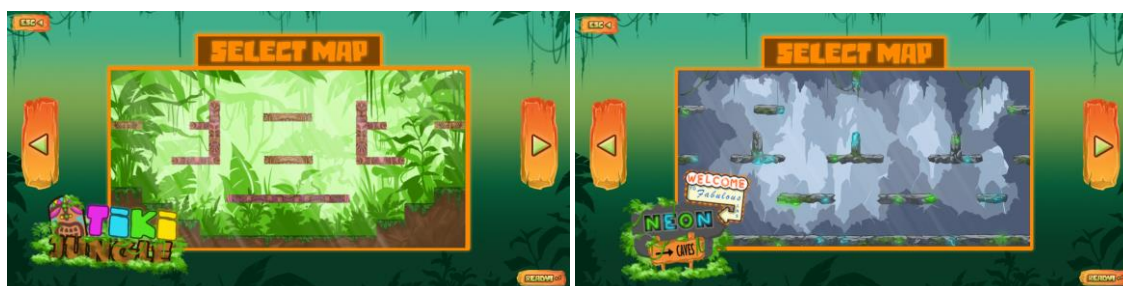 ESC
SELECT MAP
TIKI
JUNGLE
READY!
ESC
SELECT MAP
WELCOME
TO Fabulous
NEON
CAVES
READY!